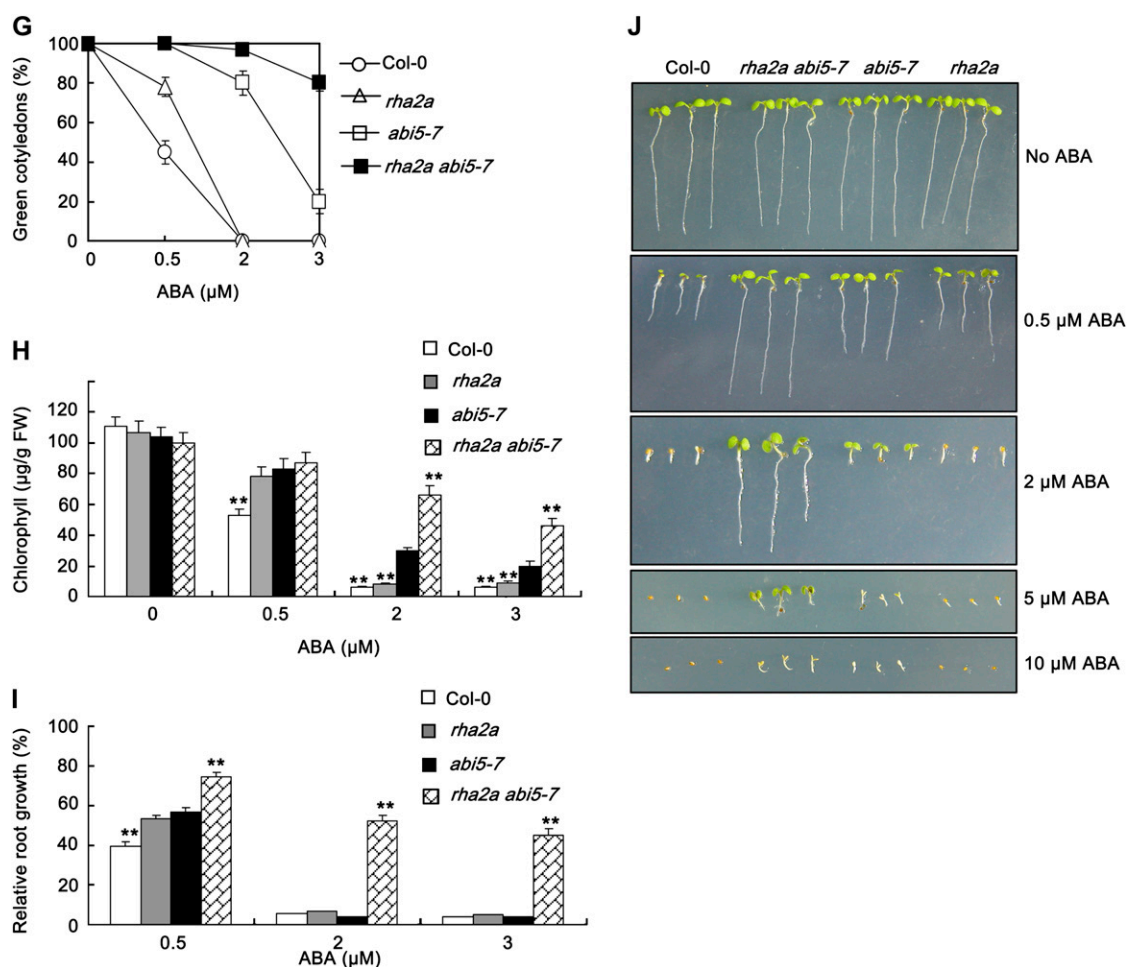 G
Green cotyledons (%)
100
80
60
40
20
0
0 0.5 2 3
ABA (µM)
Col-0
rha2a
abi5-7
rha2a abi5-7
H
Chlorophyll (µg/g FW)
120
100
80
60
40
20
0
**
** **
**
** **
**
0 0.5 2 3
ABA (µM)
Col-0
rha2a
abi5-7
rha2a abi5-7
I
Relative root growth (%)
100
80
60
40
20
0
**
**
**
**
0.5 2 3
ABA (µM)
Col-0
rha2a
abi5-7
rha2a abi5-7
J
Col-0 rha2a abi5-7 abi5-7 rha2a
No ABA
0.5 µM ABA
2 µM ABA
5 µM ABA
10 µM ABA